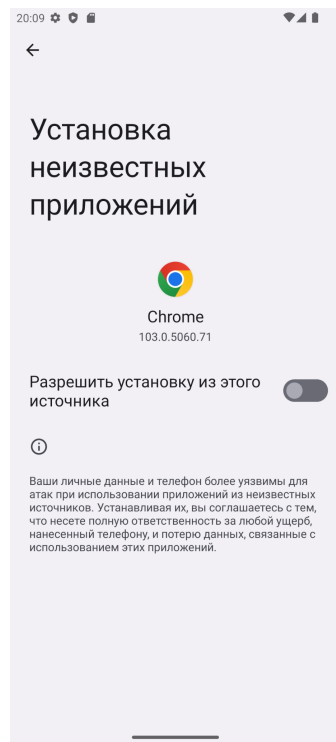 20:09
Установка
неизвестных
приложений
Chrome
103.0.5060.71
Разрешить установку из этого
источника
Ваши личные данные и телефон более уязвимы для
атак при использовании приложений из неизвестных
источников. Устанавливая их, вы соглашаетесь с тем,
что несете полную ответственность за любой ущерб,
нанесенный телефону, и потерю данных, связанные с
использованием этих приложений.